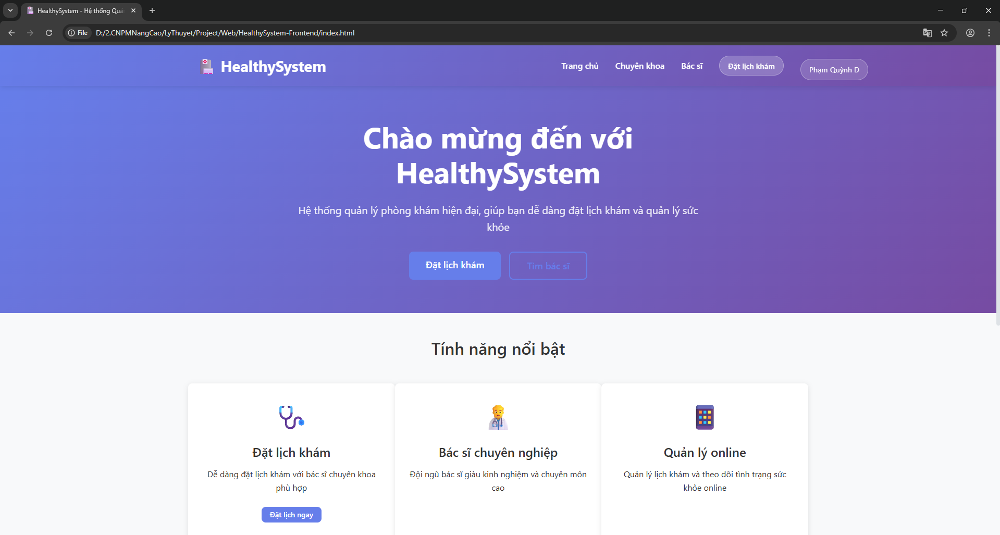 HealthySystem - Hệ thống Quả
File
D:/2.CNPMNangCao/LyThuyet/Project/Web/HealthySystem-Frontend/index.html
HealthySystem
Trang chủ
Chuyên khoa
Bác sĩ
Đặt lịch khám
Phạm Quỳnh D
Chào mừng đến với
HealthySystem
Hệ thống quản lý phòng khám hiện đại, giúp bạn dễ dàng đặt lịch khám và quản lý sức
khỏe
Đặt lịch khám
Tìm bác sĩ
Tính năng nổi bật
Đặt lịch khám
Dễ dàng đặt lịch khám với bác sĩ chuyên khoa
phù hợp
Đặt lịch ngay
Bác sĩ chuyên nghiệp
Đội ngũ bác sĩ giàu kinh nghiệm và chuyên môn
cao
Quản lý online
Quản lý lịch khám và theo dõi tình trạng sức
khỏe online